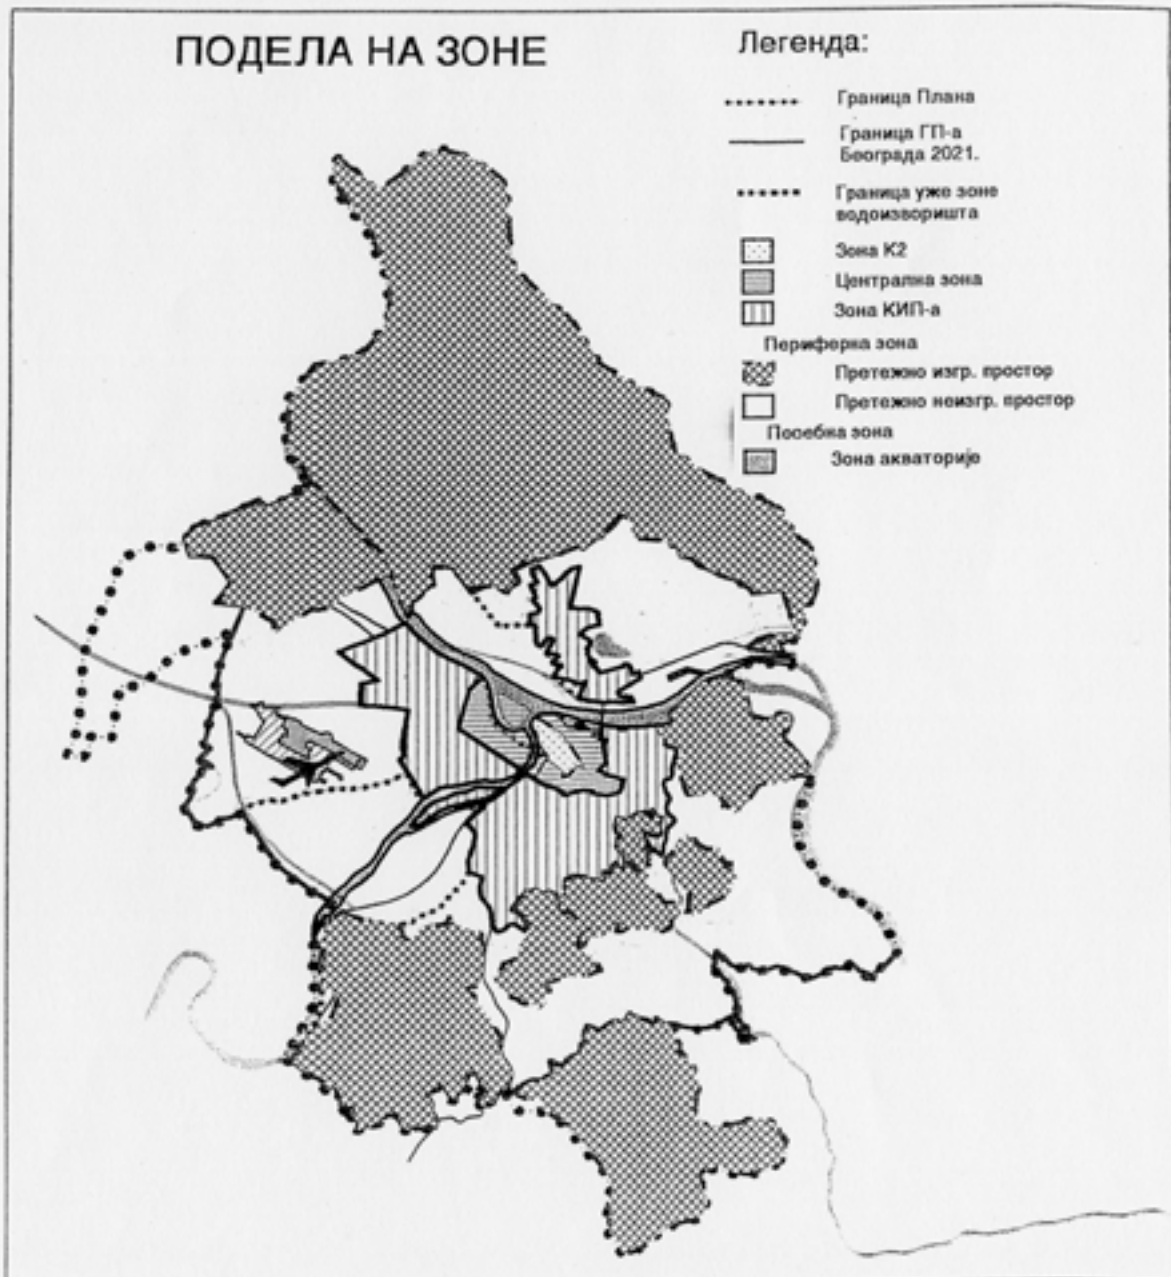 ПОДЕЛА НА ЗОНЕ
Легенда:
Граница Плана
Граница ГП-а
Београда 2021.
Граница уже зоне
водоизворишта
Зона К2
Централна зона
Зона КИП-а
Периферна зона
Претежно изгр. простор
Претежно неизгр. простор
Посебна зона
Зона акваторије